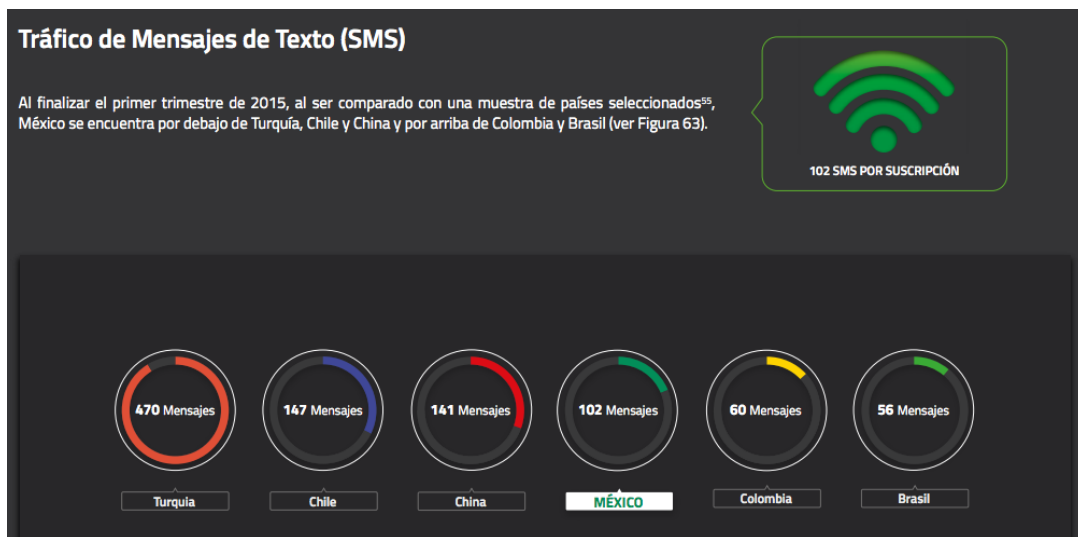 Tráfico de Mensajes de Texto (SMS)
Al finalizar el primer trimestre de 2015, al ser comparado con una muestra de países seleccionados⁵⁵,
México se encuentra por debajo de Turquía, Chile y China y por arriba de Colombia y Brasil (ver Figura 63).
102 SMS POR SUSCRIPCIÓN
470 Mensajes
147 Mensajes
141 Mensajes
102 Mensajes
60 Mensajes
56 Mensajes
Turquia
Chile
China
MÉXICO
Colombia
Brasil